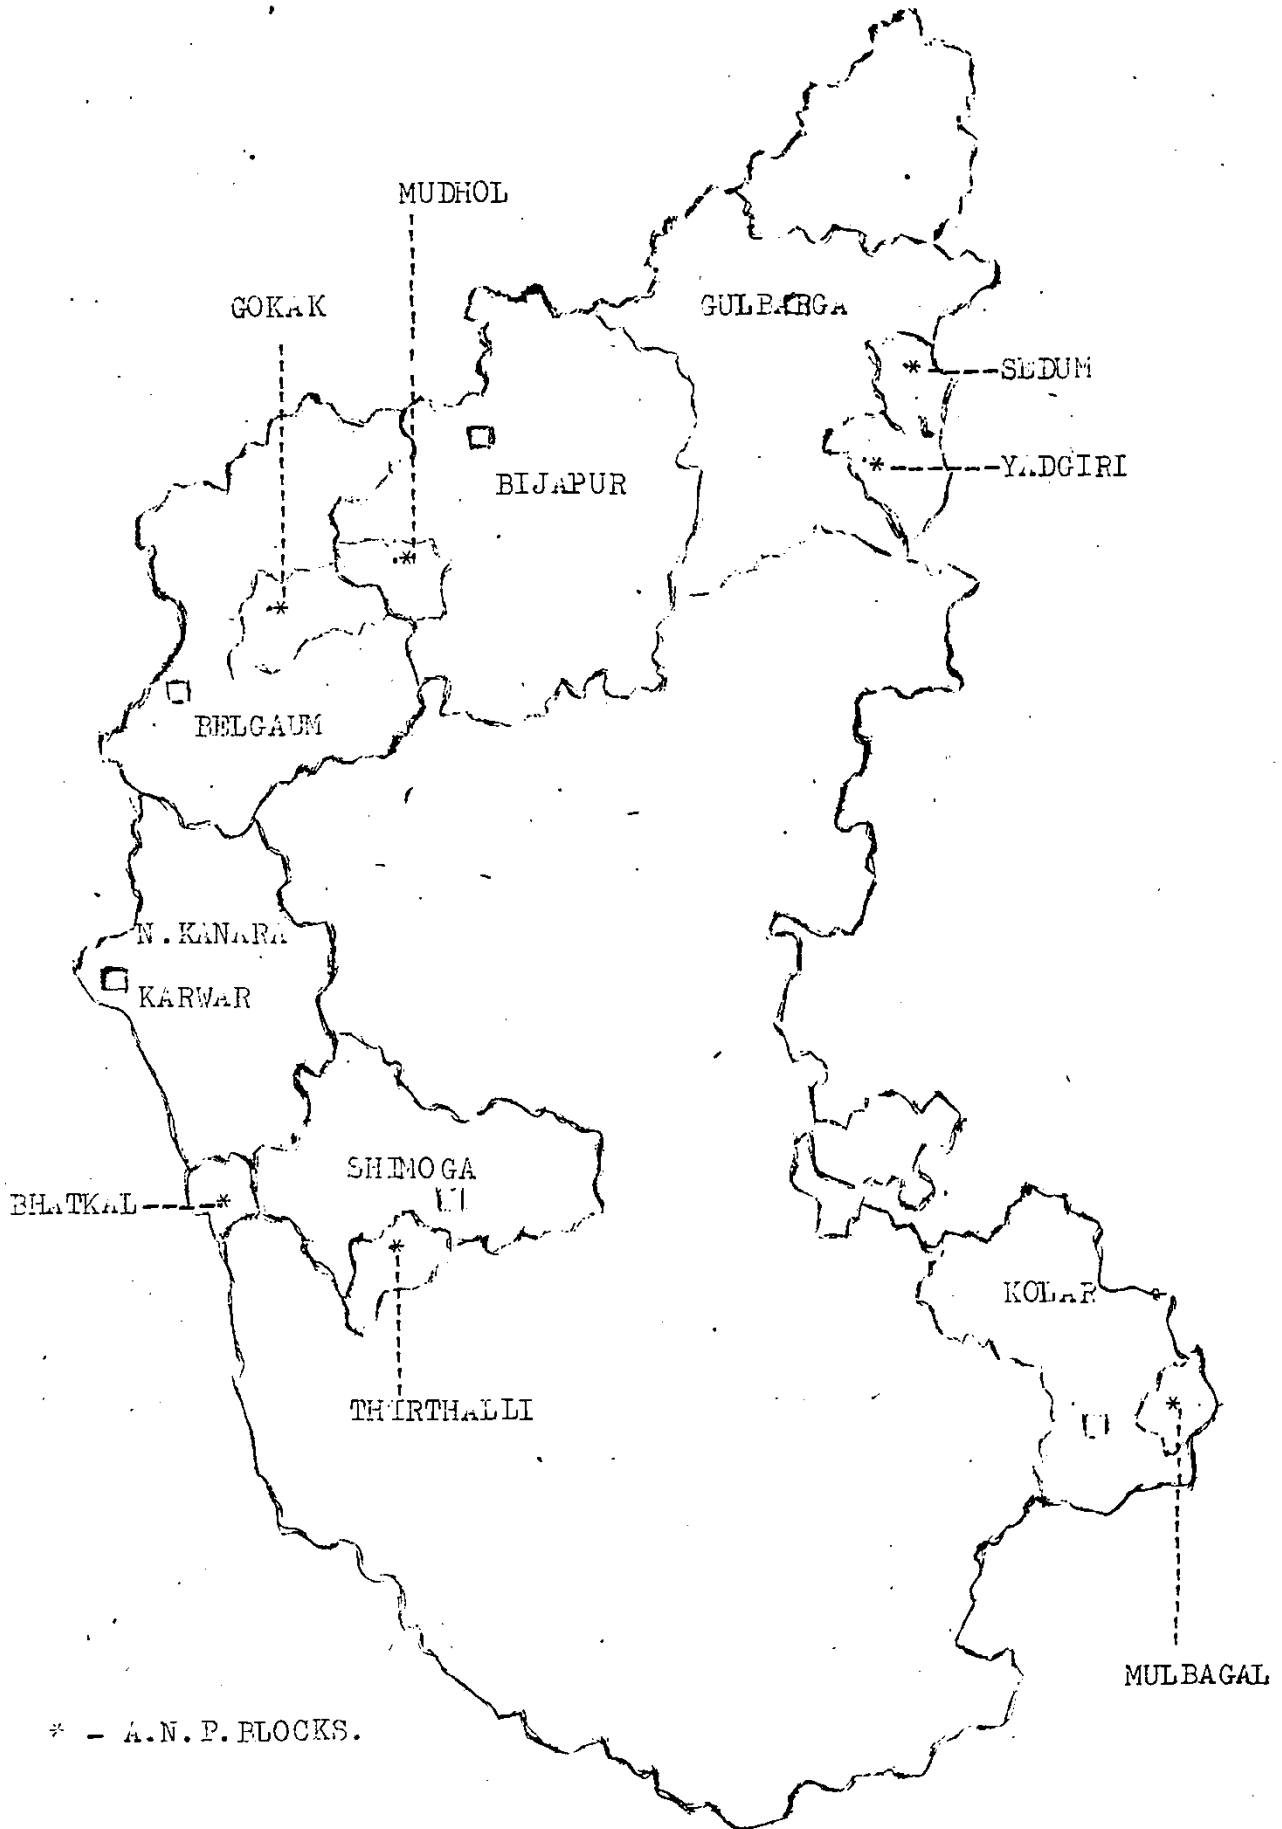 MUDHOL
GOKAK
GULBARGA
SEDUM
BIJAPUR
YADGIRI
BELGAUM
N.KANARA
KARWAR
SHIMOGA
BHATKAL
KOLAR
THIRTHALLI
MULBAGAL
* - A.N.P.BLOCKS.